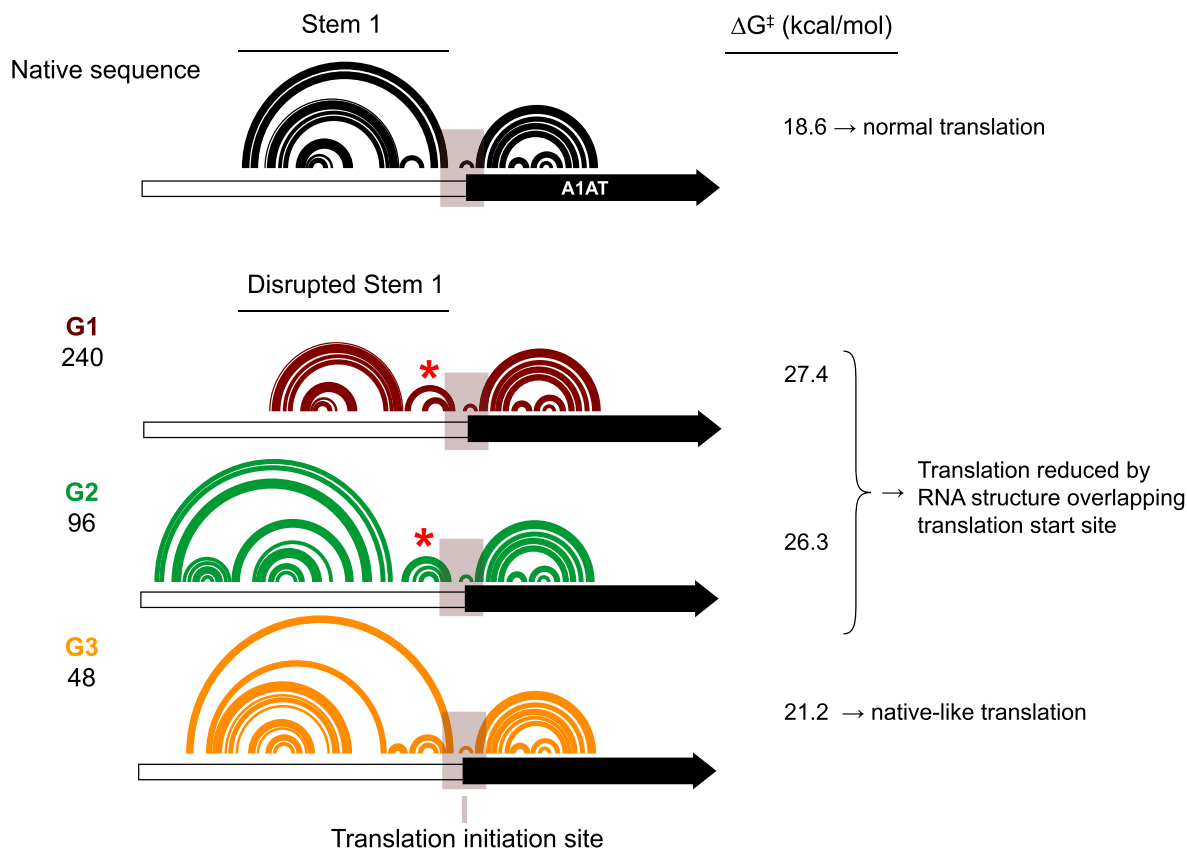 Stem 1
ΔG‡ (kcal/mol)
Native sequence
18.6 → normal translation
A1AT
Disrupted Stem 1
G1
240
*
27.4
G2
96
*
26.3
Translation reduced by
→ RNA structure overlapping
translation start site
G3
48
21.2 → native-like translation
Translation initiation site